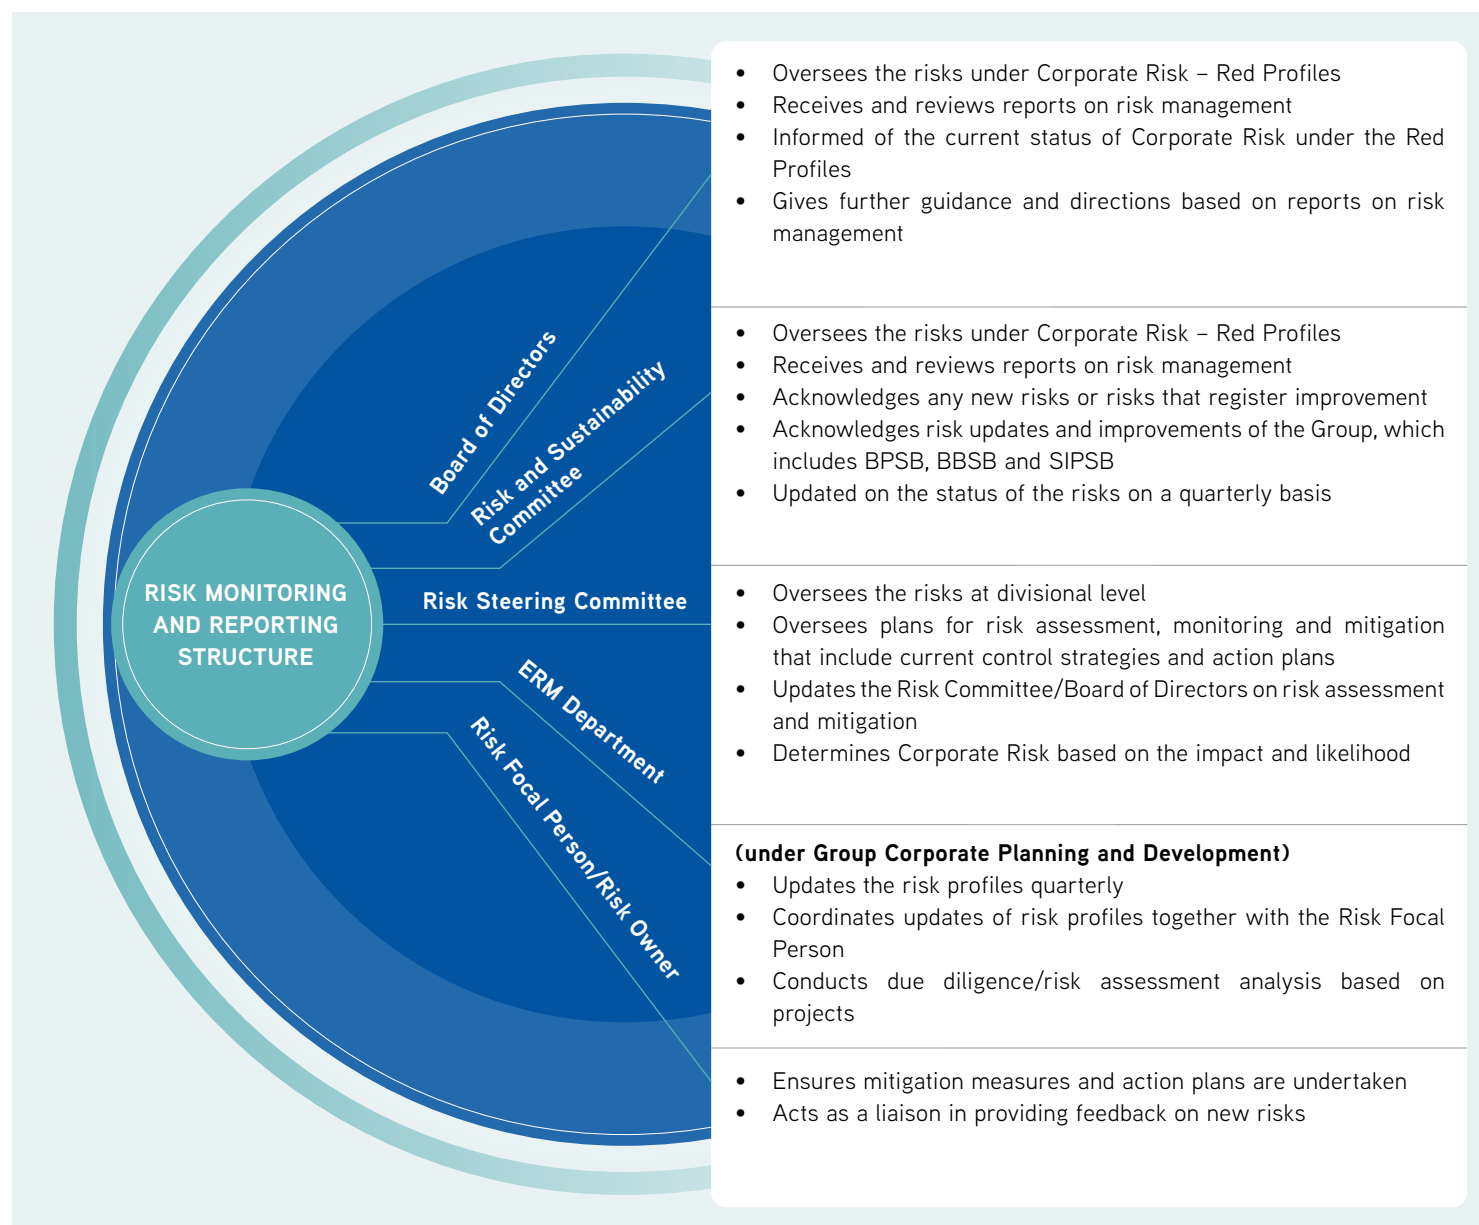 RISK MONITORING
AND REPORTING
STRUCTURE
Board of Directors
• Oversees the risks under Corporate Risk – Red Profiles
• Receives and reviews reports on risk management
• Informed of the current status of Corporate Risk under the Red
Profiles
• Gives further guidance and directions based on reports on risk
management
Risk and Sustainability
Committee
• Oversees the risks under Corporate Risk – Red Profiles
• Receives and reviews reports on risk management
• Acknowledges any new risks or risks that register improvement
• Acknowledges risk updates and improvements of the Group, which
includes BPSB, BBSB and SIPSB
• Updated on the status of the risks on a quarterly basis
Risk Steering Committee
• Oversees the risks at divisional level
• Oversees plans for risk assessment, monitoring and mitigation
that include current control strategies and action plans
• Updates the Risk Committee/Board of Directors on risk assessment
and mitigation
• Determines Corporate Risk based on the impact and likelihood
ERM Department
(under Group Corporate Planning and Development)
• Updates the risk profiles quarterly
• Coordinates updates of risk profiles together with the Risk Focal
Person
• Conducts due diligence/risk assessment analysis based on
projects
Risk Focal Person/Risk Owner
• Ensures mitigation measures and action plans are undertaken
• Acts as a liaison in providing feedback on new risks